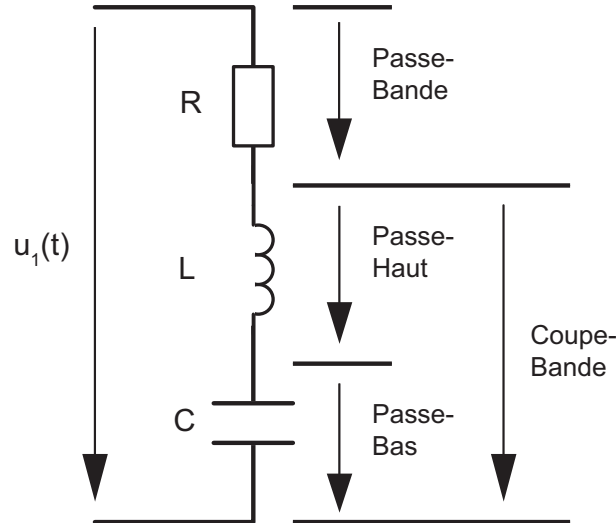 Passe-
Bande
R
u₁(t)
L
Passe-
Haut
Coupe-
Bande
C
Passe-
Bas